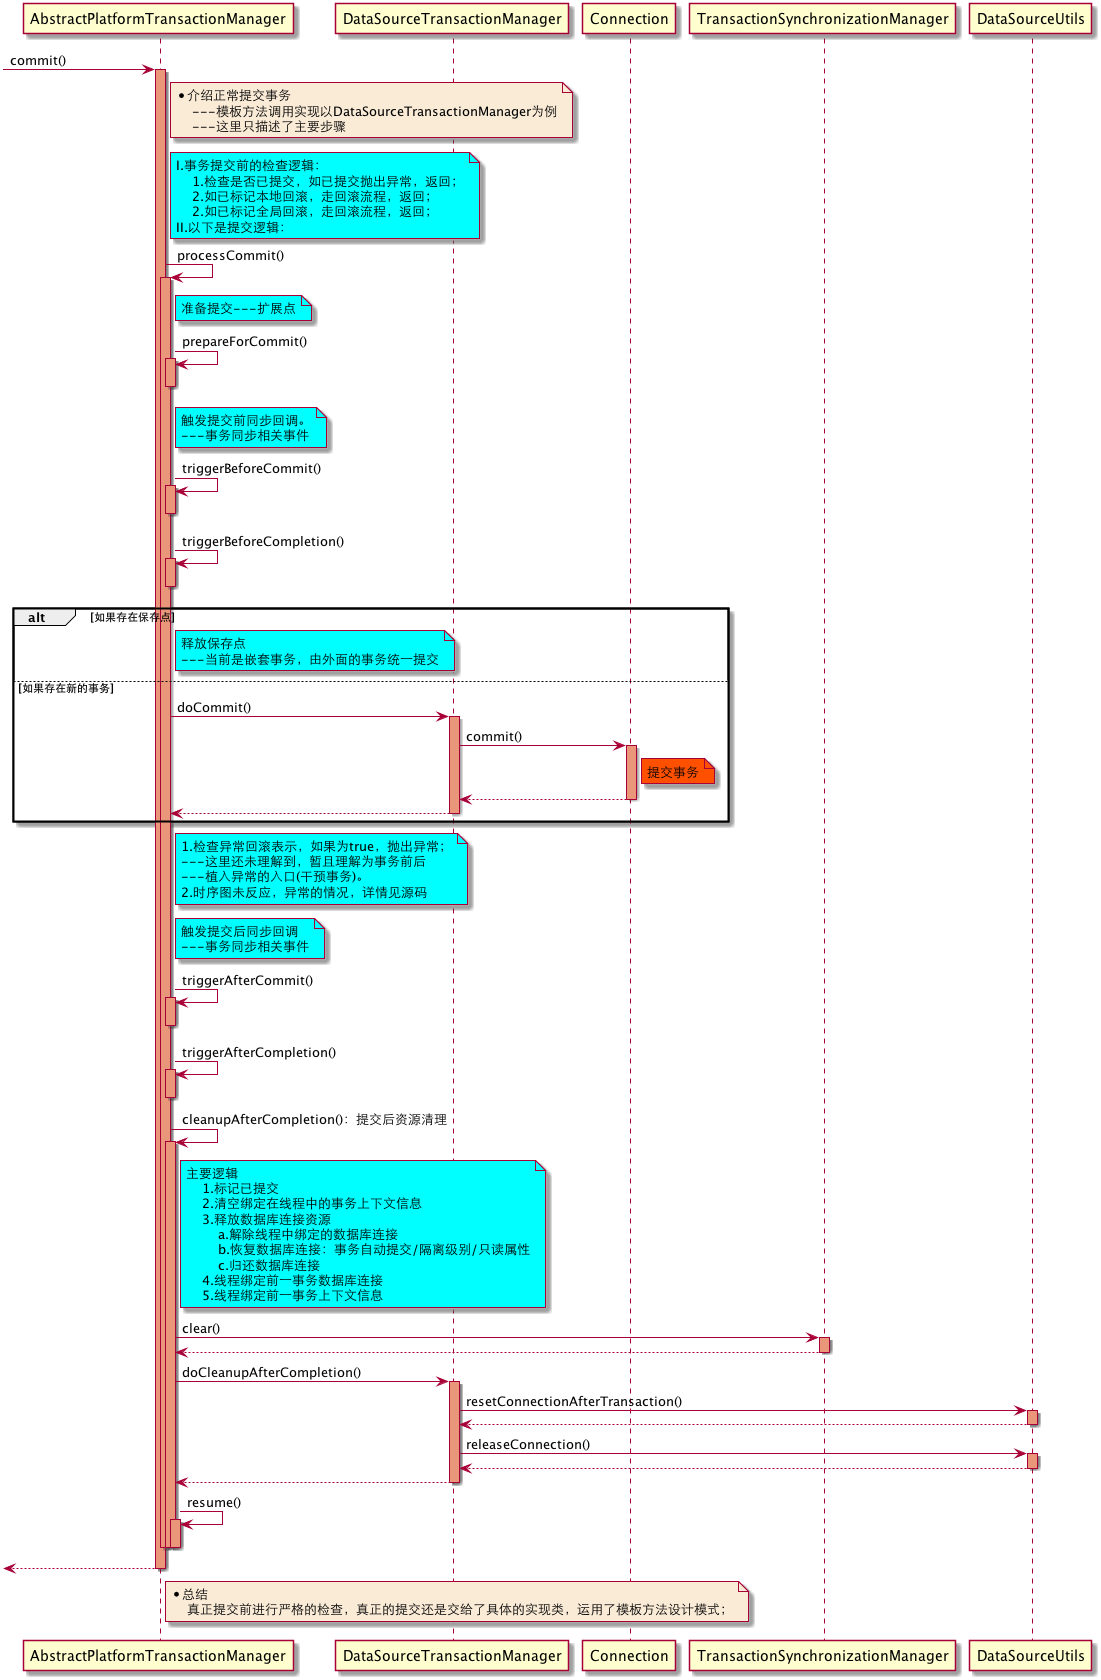 AbstractPlatformTransactionManager
DataSourceTransactionManager
Connection
TransactionSynchronizationManager
DataSourceUtils
commit()
•介绍正常提交事务
---模板方法调用实现以DataSourceTransactionManager为例
---这里只描述了主要步骤
I.事务提交前的检查逻辑：
1.检查是否已提交，如已提交抛出异常，返回；
2.如已标记本地回滚，走回滚流程，返回；
2.如已标记全局回滚，走回滚流程，返回；
II.以下是提交逻辑：
processCommit()
准备提交---扩展点
prepareForCommit()
触发提交前同步回调。
---事务同步相关事件
triggerBeforeCommit()
triggerBeforeCompletion()
alt [如果存在保存点]
释放保存点
---当前是嵌套事务，由外面的事务统一提交
[如果存在新的事务]
doCommit()
commit()
提交事务
1.检查异常回滚表示，如果为true，抛出异常；
---这里还未理解到，暂且理解为事务前后
---植入异常的入口(干预事务)。
2.时序图未反应，异常的情况，详情见源码
触发提交后同步回调
---事务同步相关事件
triggerAfterCommit()
triggerAfterCompletion()
cleanupAfterCompletion()：提交后资源清理
主要逻辑
1.标记已提交
2.清空绑定在线程中的事务上下文信息
3.释放数据库连接资源
a.解除线程中绑定的数据库连接
b.恢复数据库连接：事务自动提交/隔离级别/只读属性
c.归还数据库连接
4.线程绑定前一事务数据库连接
5.线程绑定前一事务上下文信息
clear()
doCleanupAfterCompletion()
resetConnectionAfterTransaction()
releaseConnection()
resume()
•总结
真正提交前进行严格的检查，真正的提交还是交给了具体的实现类，运用了模板方法设计模式；
AbstractPlatformTransactionManager
DataSourceTransactionManager
Connection
TransactionSynchronizationManager
DataSourceUtils